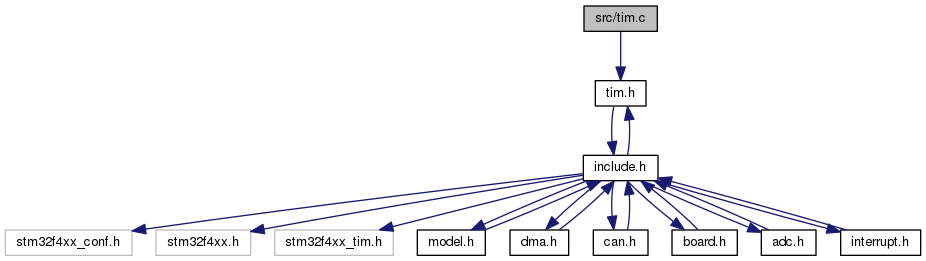 src/tim.c
tim.h
include.h
stm32f4xx_conf.h
stm32f4xx.h
stm32f4xx_tim.h
model.h
dma.h
can.h
board.h
adc.h
interrupt.h